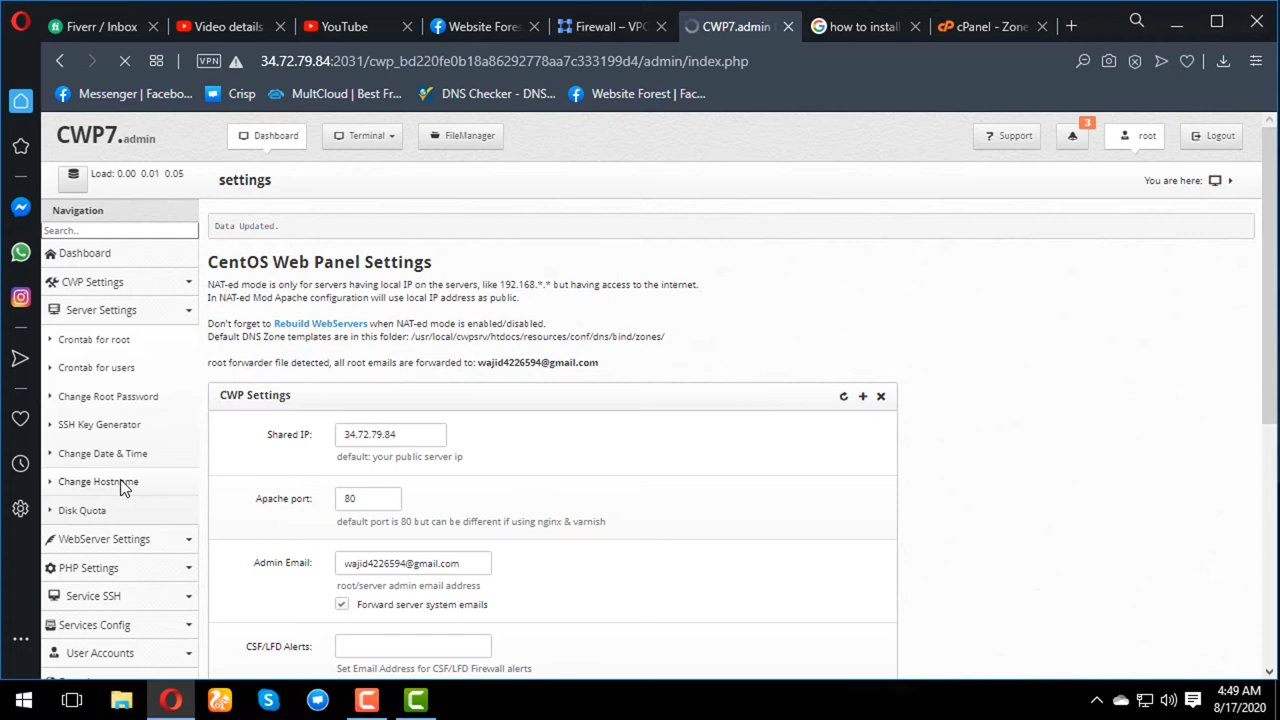 Fiverr / Inbox
Video details
YouTube
Website Fores
Firewall – VPC
CWP7.admin
how to install
cPanel - Zone
VPN
34.72.79.84:2031/cwp_bd220fe0b18a86292778aa7c333199d4/admin/index.php
Messenger | Facebo...
Crisp
MultCloud | Best Fr...
DNS Checker - DNS...
Website Forest | Fac...
CWP7.admin
Dashboard
Terminal
FileManager
3
? Support
root
Logout
Load: 0.00 0.01 0.05
settings
You are here:
Navigation
Search..
Dashboard
CWP Settings
Server Settings
Crontab for root
Crontab for users
Change Root Password
SSH Key Generator
Change Date & Time
Change Hostname
Disk Quota
WebServer Settings
PHP Settings
Service SSH
Services Config
User Accounts
Data Updated.
CentOS Web Panel Settings
NAT-ed mode is only for servers having local IP on the servers, like 192.168.*.* but having access to the internet.
In NAT-ed Mod Apache configuration will use local IP address as public.
Don't forget to Rebuild WebServers when NAT-ed mode is enabled/disabled.
Default DNS Zone templates are in this folder: /usr/local/cwpsrv/htdocs/resources/conf/dns/bind/zones/
root forwarder file detected, all root emails are forwarded to: wajid4226594@gmail.com
CWP Settings
Shared IP:
34.72.79.84
default: your public server ip
Apache port:
80
default port is 80 but can be different if using nginx & varnish
Admin Email:
wajid4226594@gmail.com
root/server admin email address
Forward server system emails
CSF/LFD Alerts:
Set Email Address for CSF/LFD Firewall alerts
4:49 AM
8/17/2020